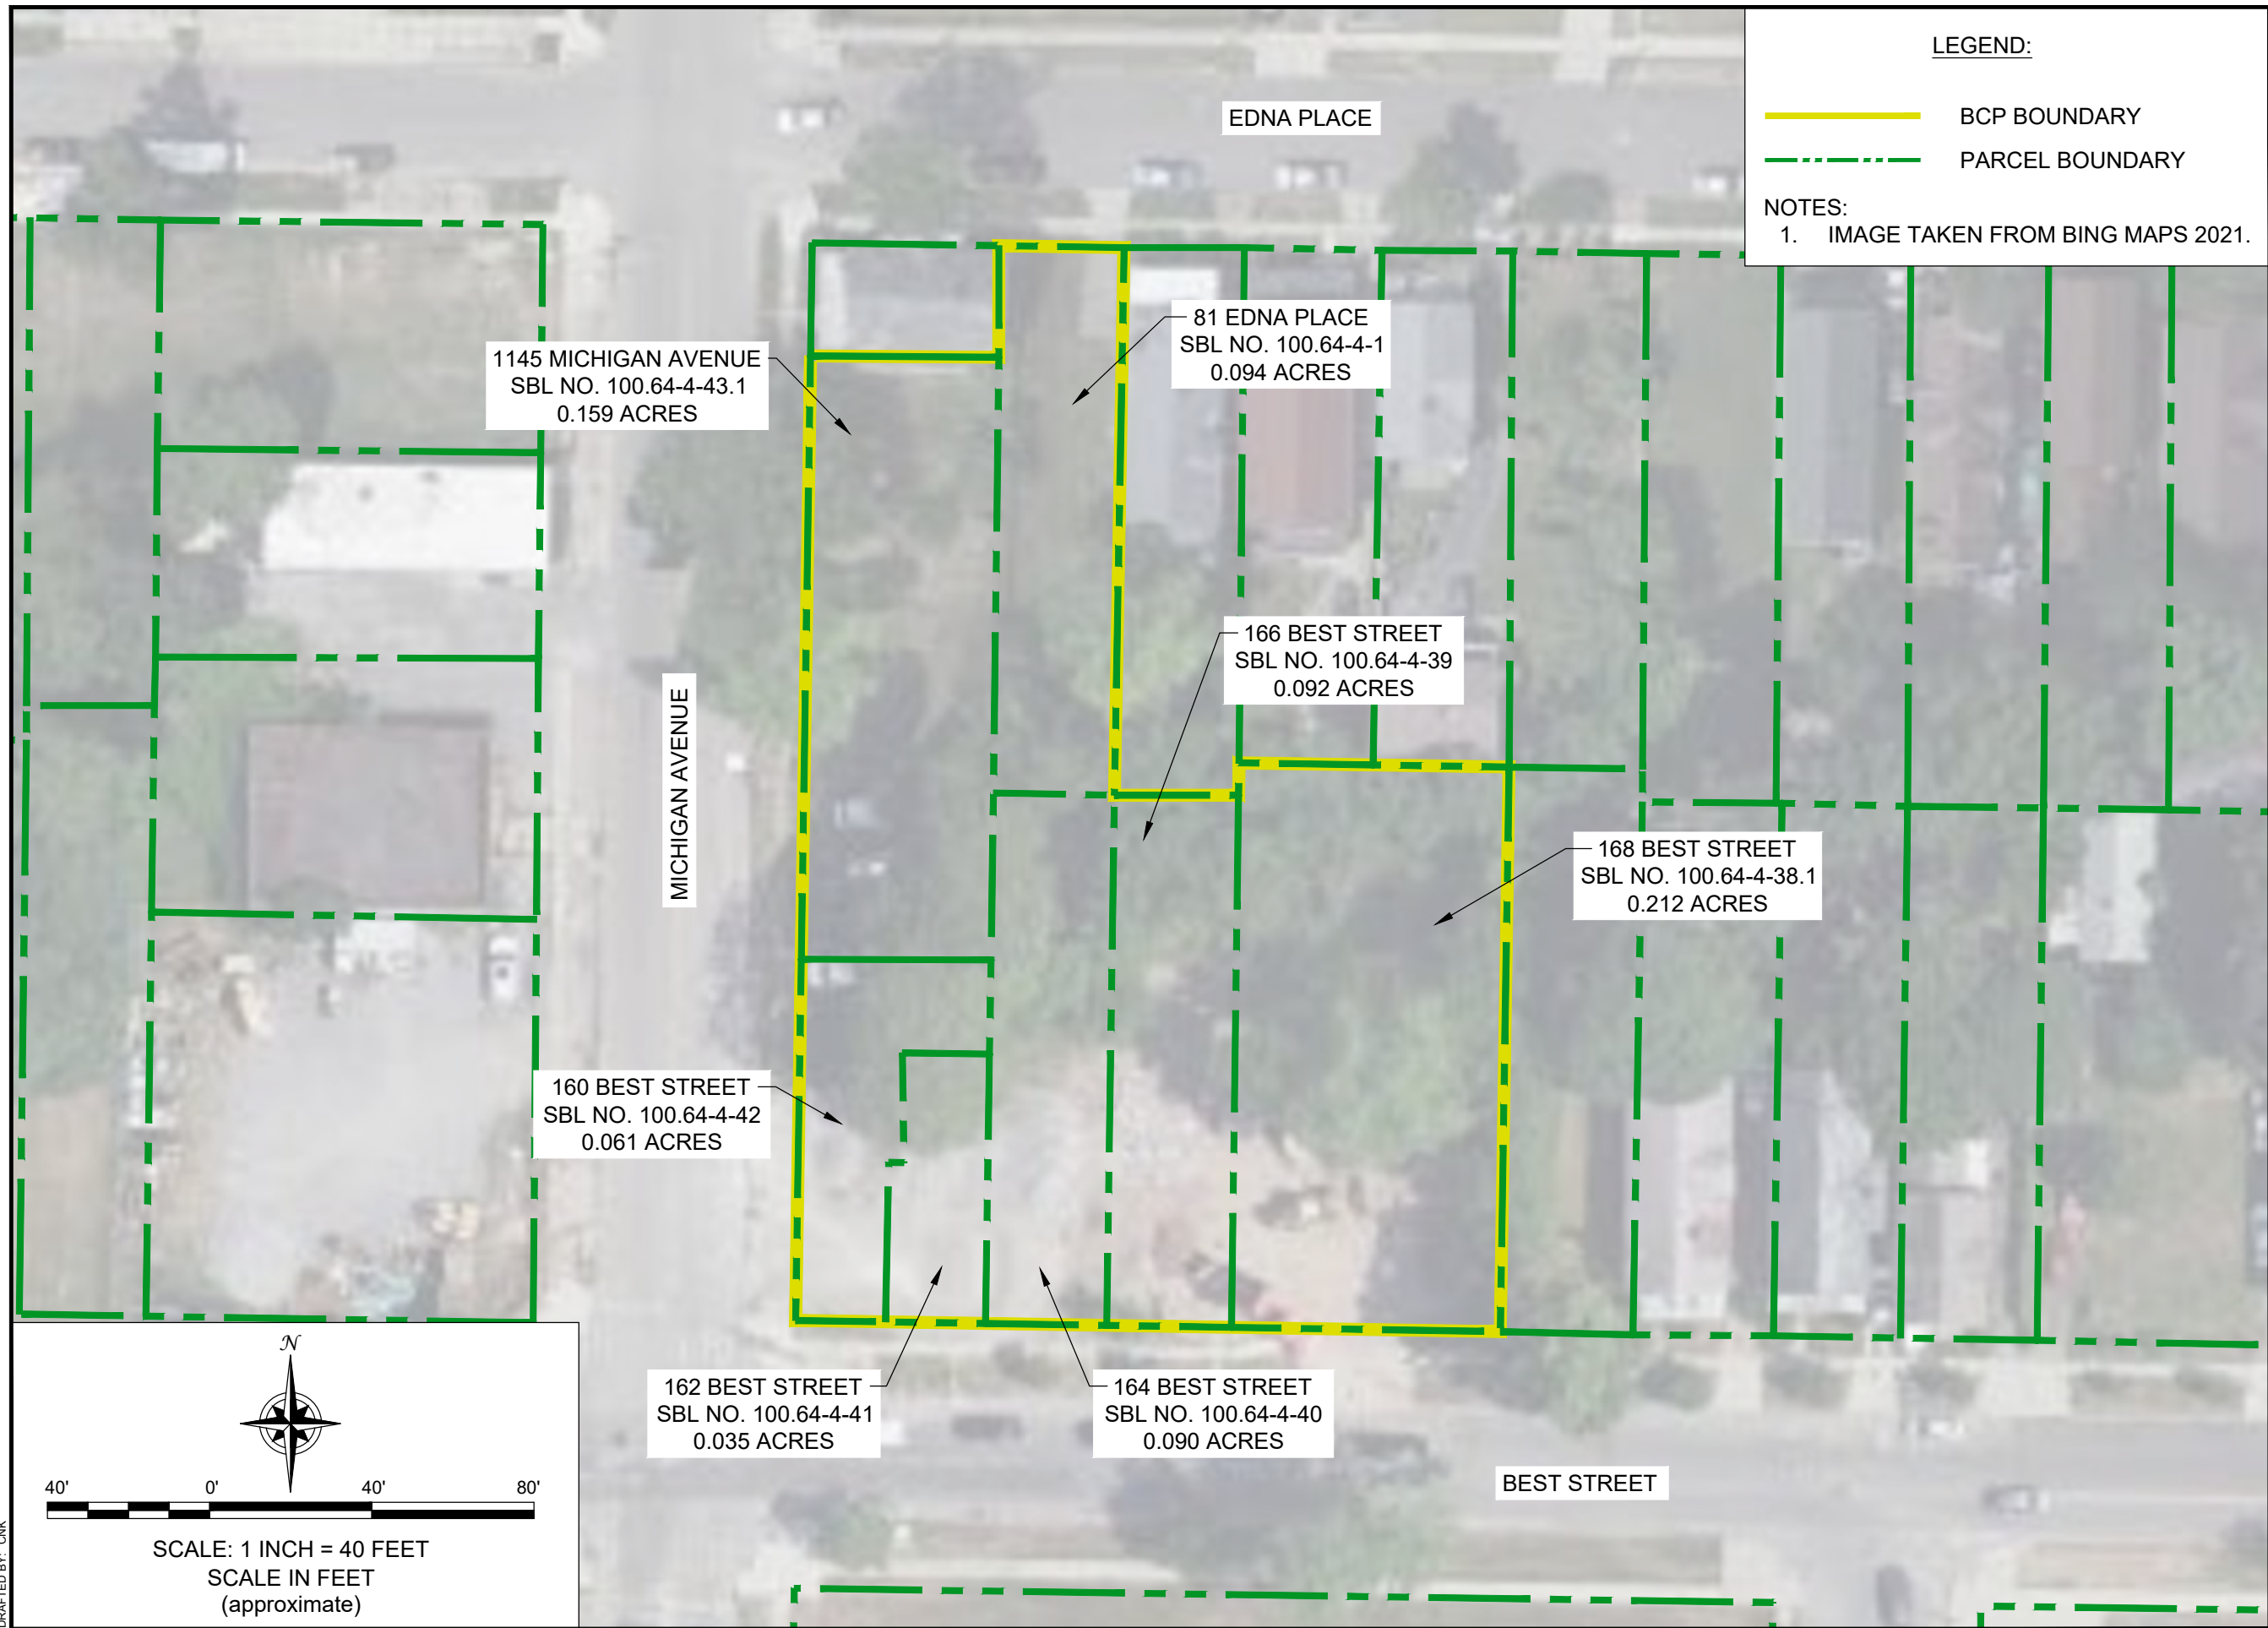 LEGEND:
BCP BOUNDARY
PARCEL BOUNDARY
NOTES:
1. IMAGE TAKEN FROM BING MAPS 2021.
EDNA PLACE
81 EDNA PLACE
SBL NO. 100.64-4-1
0.094 ACRES
1145 MICHIGAN AVENUE
SBL NO. 100.64-4-43.1
0.159 ACRES
166 BEST STREET
SBL NO. 100.64-4-39
0.092 ACRES
MICHIGAN AVENUE
168 BEST STREET
SBL NO. 100.64-4-38.1
0.212 ACRES
160 BEST STREET
SBL NO. 100.64-4-42
0.061 ACRES
162 BEST STREET
SBL NO. 100.64-4-41
0.035 ACRES
164 BEST STREET
SBL NO. 100.64-4-40
0.090 ACRES
BEST STREET
N
40' 0' 40' 80'
SCALE: 1 INCH = 40 FEET
SCALE IN FEET
(approximate)
DRAFTED BY: CNK